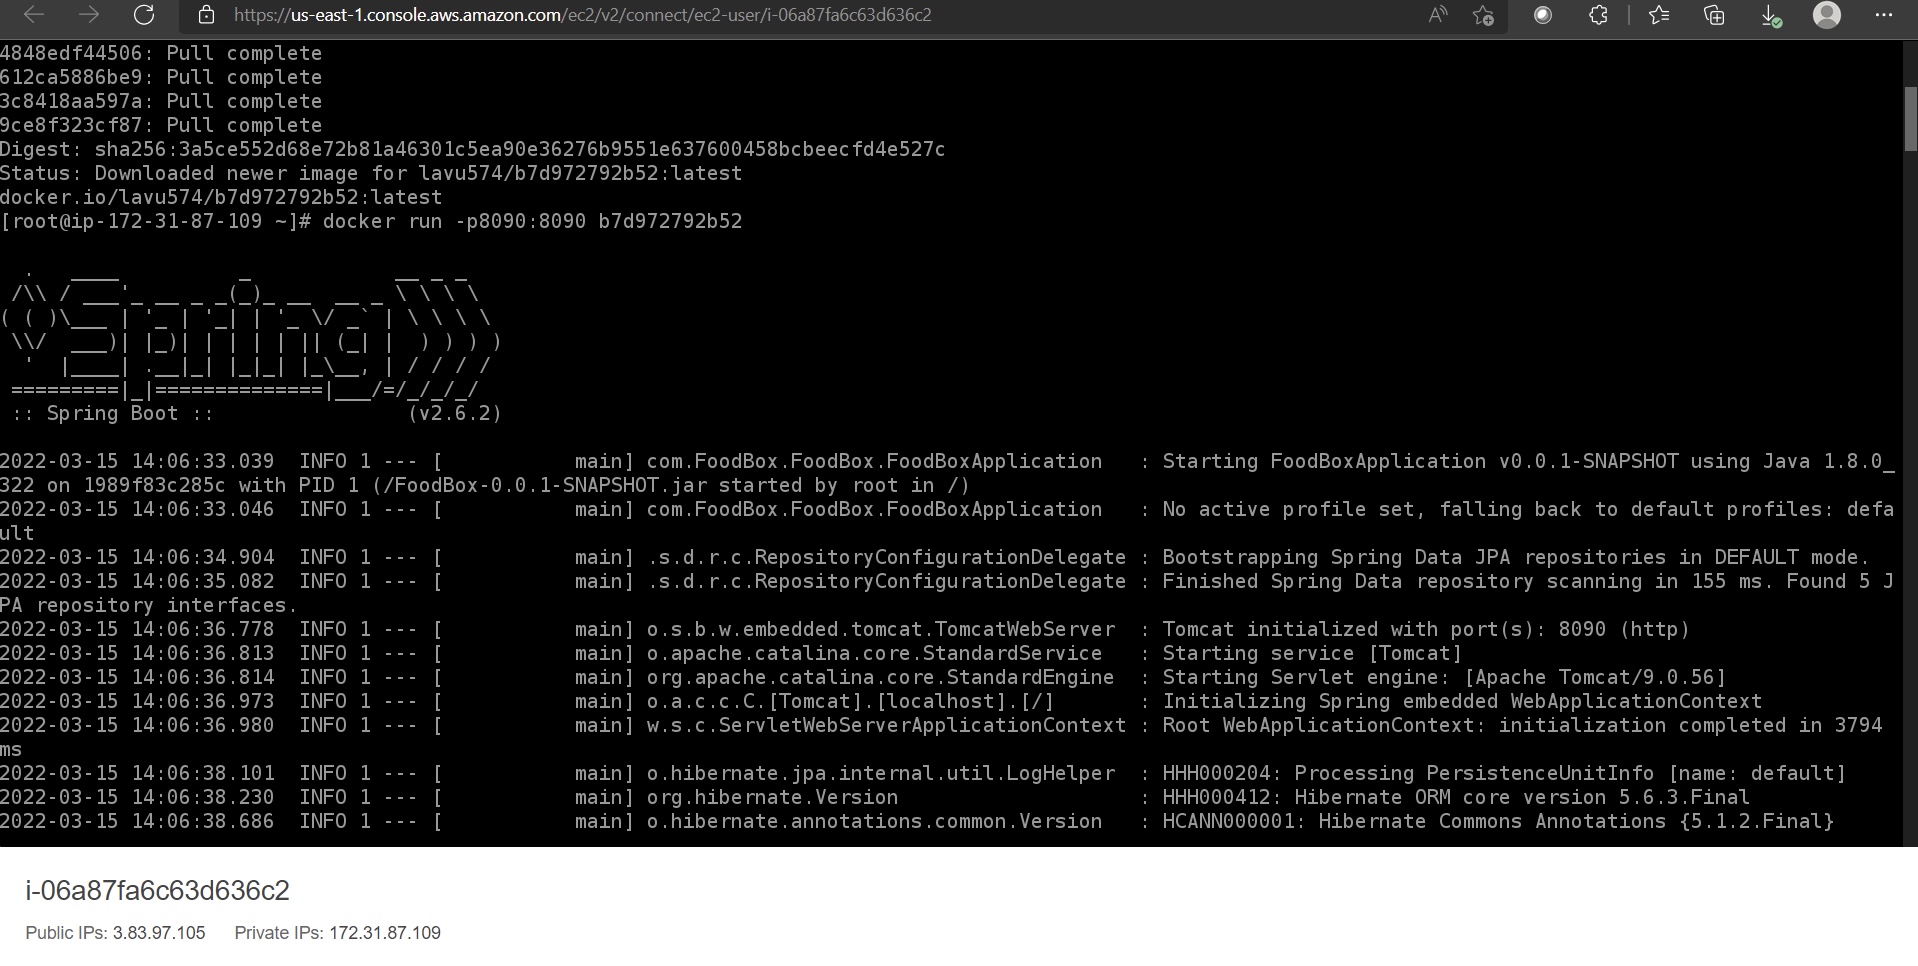 https://us-east-1.console.aws.amazon.com/ec2/v2/connect/ec2-user/i-06a87fa6c63d636c2
4848edf44506: Pull complete
612ca5886be9: Pull complete
3c8418aa597a: Pull complete
9ce8f323cf87: Pull complete
Digest: sha256:3a5ce552d68e72b81a46301c5ea90e36276b9551e637600458bcbeecfd4e527c
Status: Downloaded newer image for lavu574/b7d972792b52:latest
docker.io/lavu574/b7d972792b52:latest
[root@ip-172-31-87-109 ~]# docker run -p8090:8090 b7d972792b52
  .   ____          _            __ _ _
 /\\ / ___'_ __ _ _(_)_ __  __ _ \ \ \ \
( ( )\___ | '_ | '_| | '_ \/ _` | \ \ \ \
 \\/  ___)| |_)| | | | | || (_| |  ) ) ) )
  '  |____| .__|_| |_|_| |_\__, | / / / /
 =========|_|==============|___/=/_/_/_/
 :: Spring Boot ::                (v2.6.2)
2022-03-15 14:06:33.039  INFO 1 --- [           main] com.FoodBox.FoodBox.FoodBoxApplication   : Starting FoodBoxApplication v0.0.1-SNAPSHOT using Java 1.8.0_
322 on 1989f83c285c with PID 1 (/FoodBox-0.0.1-SNAPSHOT.jar started by root in /)
2022-03-15 14:06:33.046  INFO 1 --- [           main] com.FoodBox.FoodBox.FoodBoxApplication   : No active profile set, falling back to default profiles: defa
ult
2022-03-15 14:06:34.904  INFO 1 --- [           main] .s.d.r.c.RepositoryConfigurationDelegate : Bootstrapping Spring Data JPA repositories in DEFAULT mode.
2022-03-15 14:06:35.082  INFO 1 --- [           main] .s.d.r.c.RepositoryConfigurationDelegate : Finished Spring Data repository scanning in 155 ms. Found 5 J
PA repository interfaces.
2022-03-15 14:06:36.778  INFO 1 --- [           main] o.s.b.w.embedded.tomcat.TomcatWebServer  : Tomcat initialized with port(s): 8090 (http)
2022-03-15 14:06:36.813  INFO 1 --- [           main] o.apache.catalina.core.StandardService   : Starting service [Tomcat]
2022-03-15 14:06:36.814  INFO 1 --- [           main] org.apache.catalina.core.StandardEngine  : Starting Servlet engine: [Apache Tomcat/9.0.56]
2022-03-15 14:06:36.973  INFO 1 --- [           main] o.a.c.c.C.[Tomcat].[localhost].[/]       : Initializing Spring embedded WebApplicationContext
2022-03-15 14:06:36.980  INFO 1 --- [           main] w.s.c.ServletWebServerApplicationContext : Root WebApplicationContext: initialization completed in 3794
ms
2022-03-15 14:06:38.101  INFO 1 --- [           main] o.hibernate.jpa.internal.util.LogHelper  : HHH000204: Processing PersistenceUnitInfo [name: default]
2022-03-15 14:06:38.230  INFO 1 --- [           main] org.hibernate.Version                    : HHH000412: Hibernate ORM core version 5.6.3.Final
2022-03-15 14:06:38.686  INFO 1 --- [           main] o.hibernate.annotations.common.Version   : HCANN000001: Hibernate Commons Annotations {5.1.2.Final}
i-06a87fa6c63d636c2
Public IPs: 3.83.97.105    Private IPs: 172.31.87.109